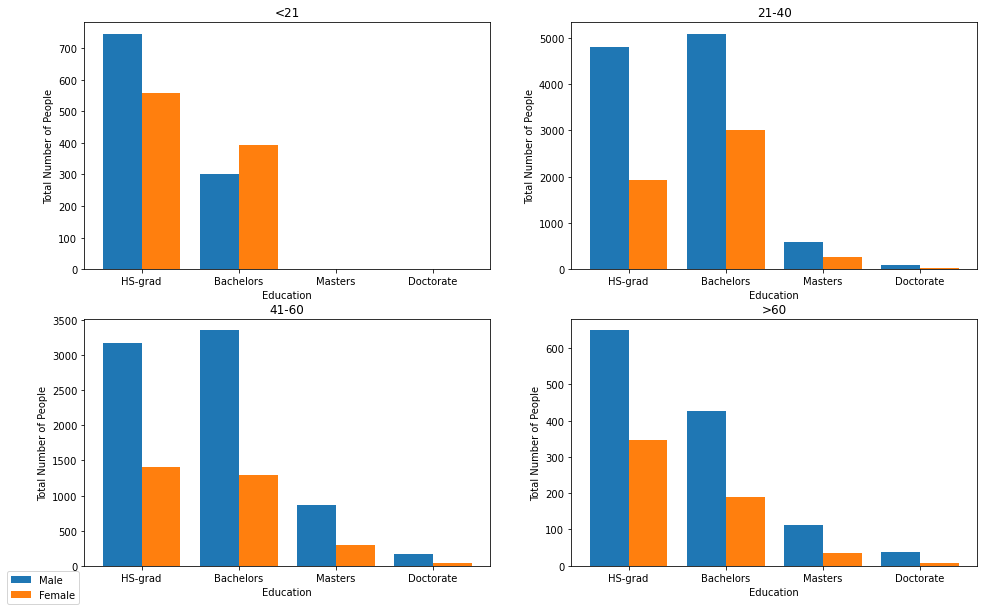 <21
700
600
500
400
300
200
100
0
Total Number of People
HS-grad Bachelors Masters Doctorate
Education
21-40
5000
4000
3000
2000
1000
0
Total Number of People
HS-grad Bachelors Masters Doctorate
Education
41-60
3500
3000
2500
2000
1500
1000
500
0
Total Number of People
HS-grad Bachelors Masters Doctorate
Education
>60
600
500
400
300
200
100
0
Total Number of People
HS-grad Bachelors Masters Doctorate
Education
Male
Female